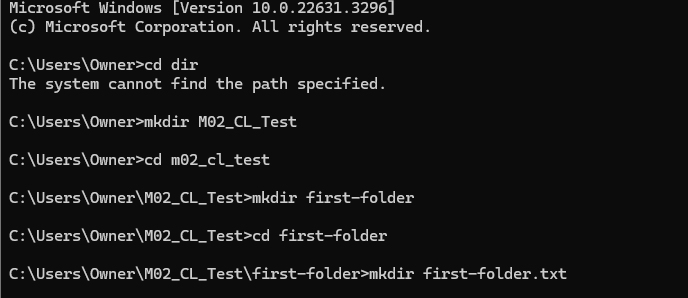 Microsoft Windows [Version 10.0.22631.3296]
(c) Microsoft Corporation. All rights reserved.
C:\Users\Owner>cd dir
The system cannot find the path specified.
C:\Users\Owner>mkdir M02_CL_Test
C:\Users\Owner>cd m02_cl_test
C:\Users\Owner\M02_CL_Test>mkdir first-folder
C:\Users\Owner\M02_CL_Test>cd first-folder
C:\Users\Owner\M02_CL_Test\first-folder>mkdir first-folder.txt